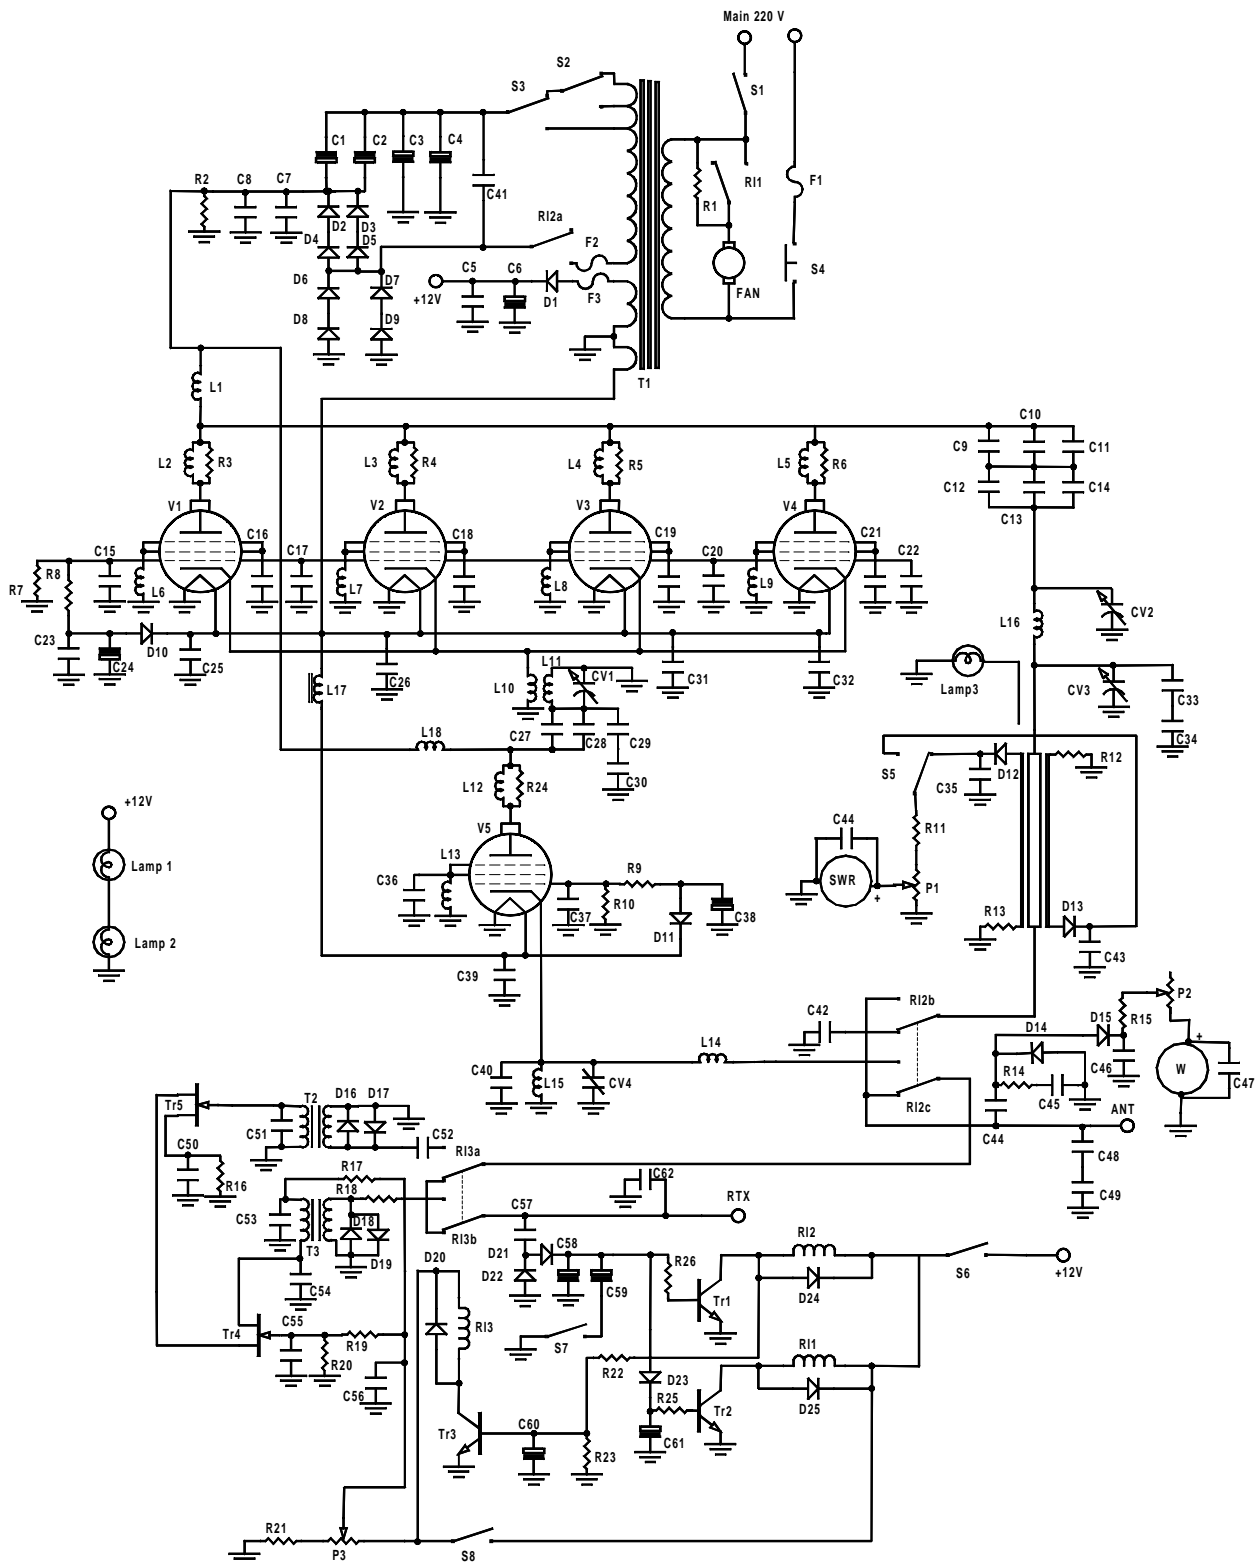 Main 220 V
S2
S3
S1
C1
C2
C3
C4
R2
C8
C7
C41
RI1
F1
R1
D2
D3
RI2a
D4
D5
F2
S4
D6
D7
C5
C6
+12V
D1
F3
FAN
D8
D9
T1
L1
C10
C9
C11
L2
R3
L3
R4
L4
R5
L5
R6
C12
C14
V1
V2
V3
V4
C13
C16
C18
C19
C21
C15
C17
C20
C22
R8
R7
L6
L7
L8
L9
CV2
L16
C23
C24
D10
C25
C26
L11
C31
C32
Lamp3
CV1
CV3
L17
L10
C33
C27
C28
C29
C34
L18
S5
D12
R12
C30
C35
L12
R24
+12V
V5
C44
R11
Lamp 1
L13
C36
R9
SWR
P1
+
R10
C37
C38
R13
D13
Lamp 2
D11
C43
C39
RI2b
P2
C42
D15
R15
D14
+
L14
C46
R14
W
C40
L15
CV4
C45
C47
RI2c
ANT
Tr5
T2
D16
D17
C44
C51
C52
C50
RI3a
C48
R16
R17
R18
C62
C49
C53
C57
RTX
D18
RI3b
T3
D19
D20
D21
C58
RI2
D22
R26
C54
C59
S6
+12V
Tr1
D24
C55
RI3
Tr4
R19
S7
RI1
R20
R22
D23
C56
R25
D25
Tr2
Tr3
C60
C61
R23
R21
P3
S8